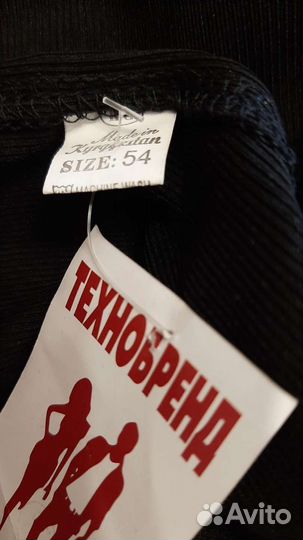 Made in
Kyrgyzstan
SIZE: 54
MACHINE WASH
ТЕХНОБРЕНД
Avito